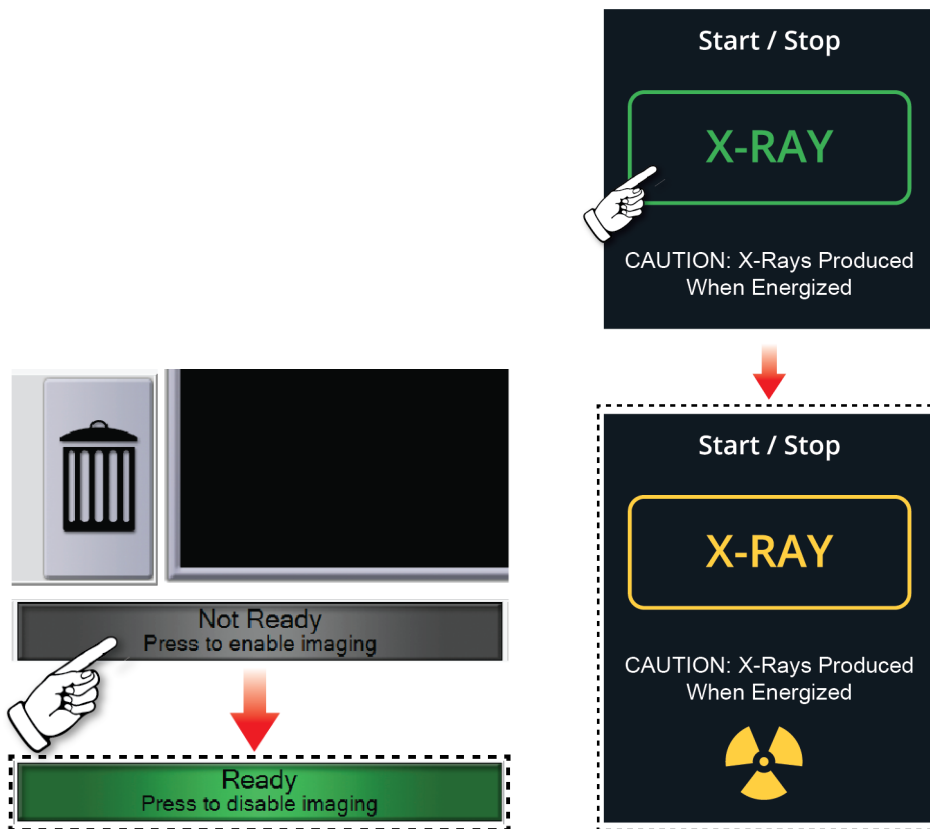 Start / Stop
X-RAY
CAUTION: X-Rays Produced
When Energized
Not Ready
Press to enable imaging
Ready
Press to disable imaging
Start / Stop
X-RAY
CAUTION: X-Rays Produced
When Energized